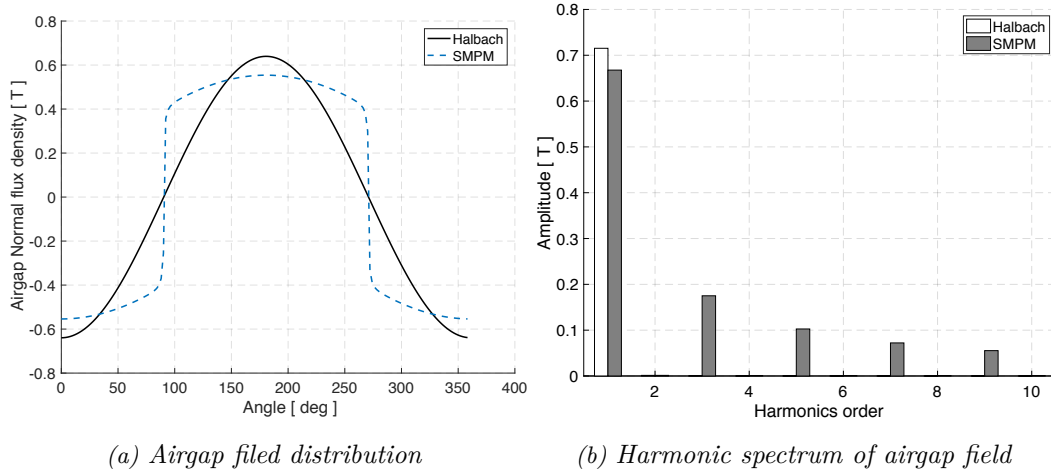 0.8
0.6
0.4
0.2
0
-0.2
-0.4
-0.6
-0.8
Airgap Normal flux density [ T ]
0 50 100 150 200 250 300 350 400
Angle [ deg ]
Halbach
SMPM
(a) Airgap filed distribution
0.8
0.7
0.6
0.5
0.4
0.3
0.2
0.1
0
Amplitude [ T ]
2 4 6 8 10
Harmonics order
Halbach
SMPM
(b) Harmonic spectrum of airgap field